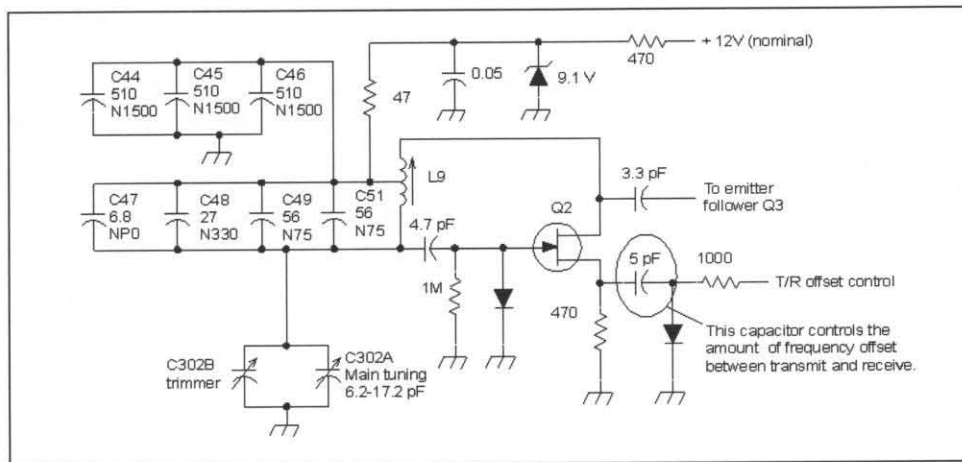 + 12V (nominal)
470
0.05
9.1 V
47
C44
510
N1500
C45
510
N1500
C46
510
N1500
L9
3.3 pF
To emitter
follower Q3
C47
6.8
NP0
C48
27
N330
C49
56
N75
C51
56
N75
4.7 pF
Q2
5 pF
1000
T/R offset control
1M
470
This capacitor controls the
amount of frequency offset
between transmit and receive.
C302B
trimmer
C302A
Main tuning
6.2-17.2 pF